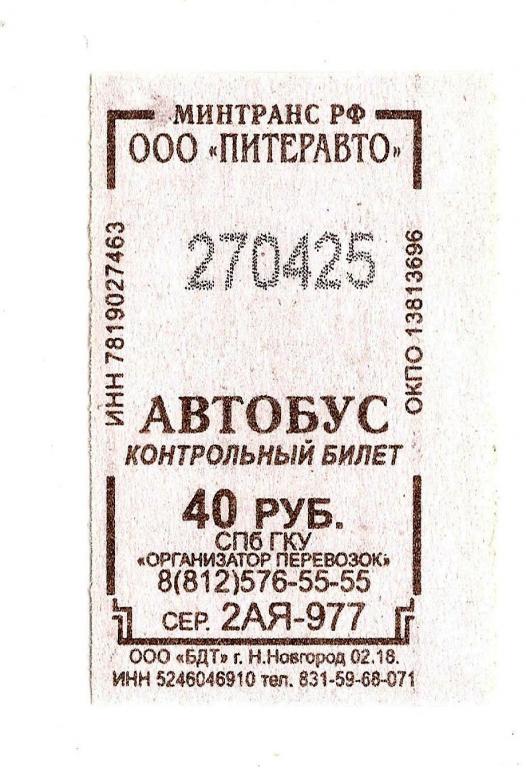 МИНТРАНС РФ
ООО «ПИТЕРАВТО»
270425
ИНН 7819027463
ОКПО 13813696
АВТОБУС
КОНТРОЛЬНЫЙ БИЛЕТ
40 РУБ.
СПб ГКУ
«ОРГАНИЗАТОР ПЕРЕВОЗОК»
8(812)576-55-55
СЕР. 2АЯ-977
ООО «БДТ» г. Н.Новгород 02.18.
ИНН 5246046910 тел. 831-59-68-071